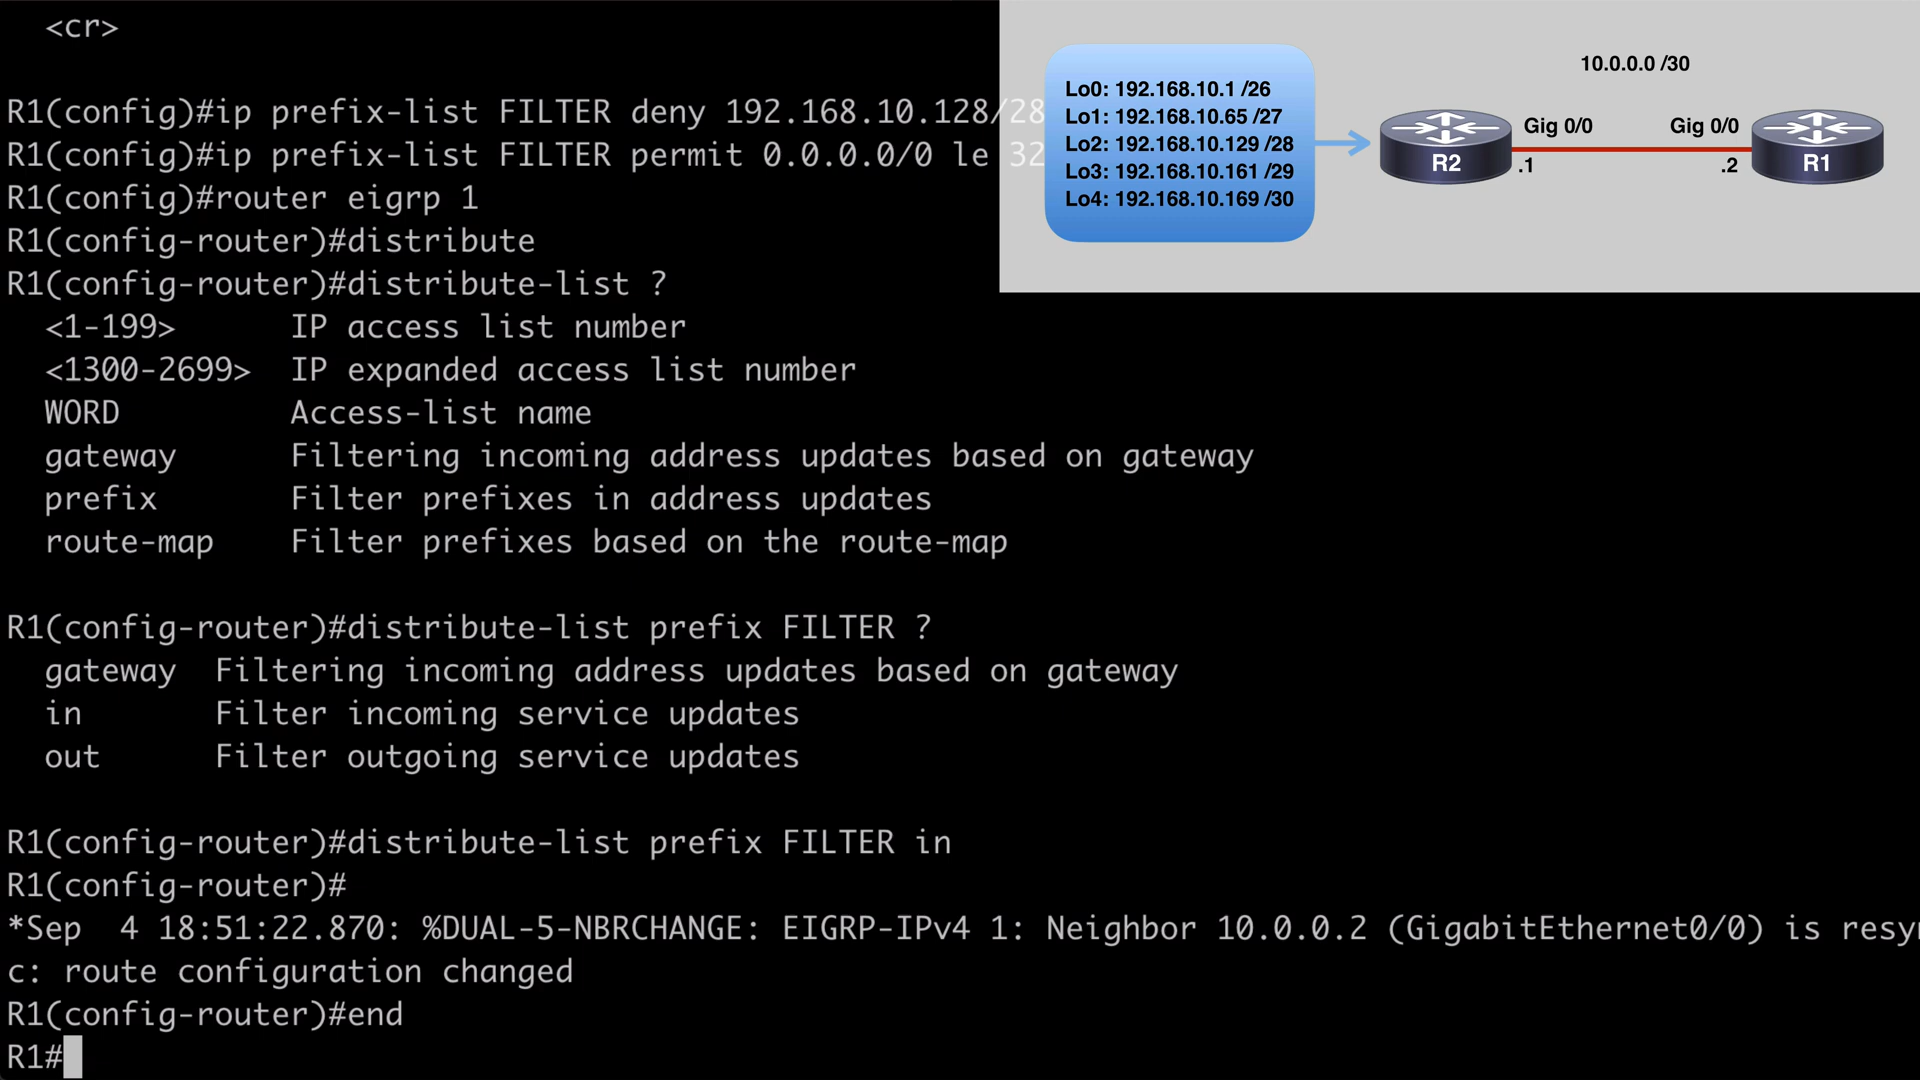 <cr>
R1(config)#ip prefix-list FILTER deny 192.168.10.128/28
R1(config)#ip prefix-list FILTER permit 0.0.0.0/0 le 32
R1(config)#router eigrp 1
R1(config-router)#distribute
R1(config-router)#distribute-list ?
<1-199> IP access list number
<1300-2699> IP expanded access list number
WORD Access-list name
gateway Filtering incoming address updates based on gateway
prefix Filter prefixes in address updates
route-map Filter prefixes based on the route-map
R1(config-router)#distribute-list prefix FILTER ?
gateway Filtering incoming address updates based on gateway
in Filter incoming service updates
out Filter outgoing service updates
R1(config-router)#distribute-list prefix FILTER in
R1(config-router)#
*Sep 4 18:51:22.870: %DUAL-5-NBRCHANGE: EIGRP-IPv4 1: Neighbor 10.0.0.2 (GigabitEthernet0/0) is resyn
c: route configuration changed
R1(config-router)#end
R1#
Lo0: 192.168.10.1 /26
Lo1: 192.168.10.65 /27
Lo2: 192.168.10.129 /28
Lo3: 192.168.10.161 /29
Lo4: 192.168.10.169 /30
10.0.0.0 /30
Gig 0/0 Gig 0/0
R2 .1 .2 R1